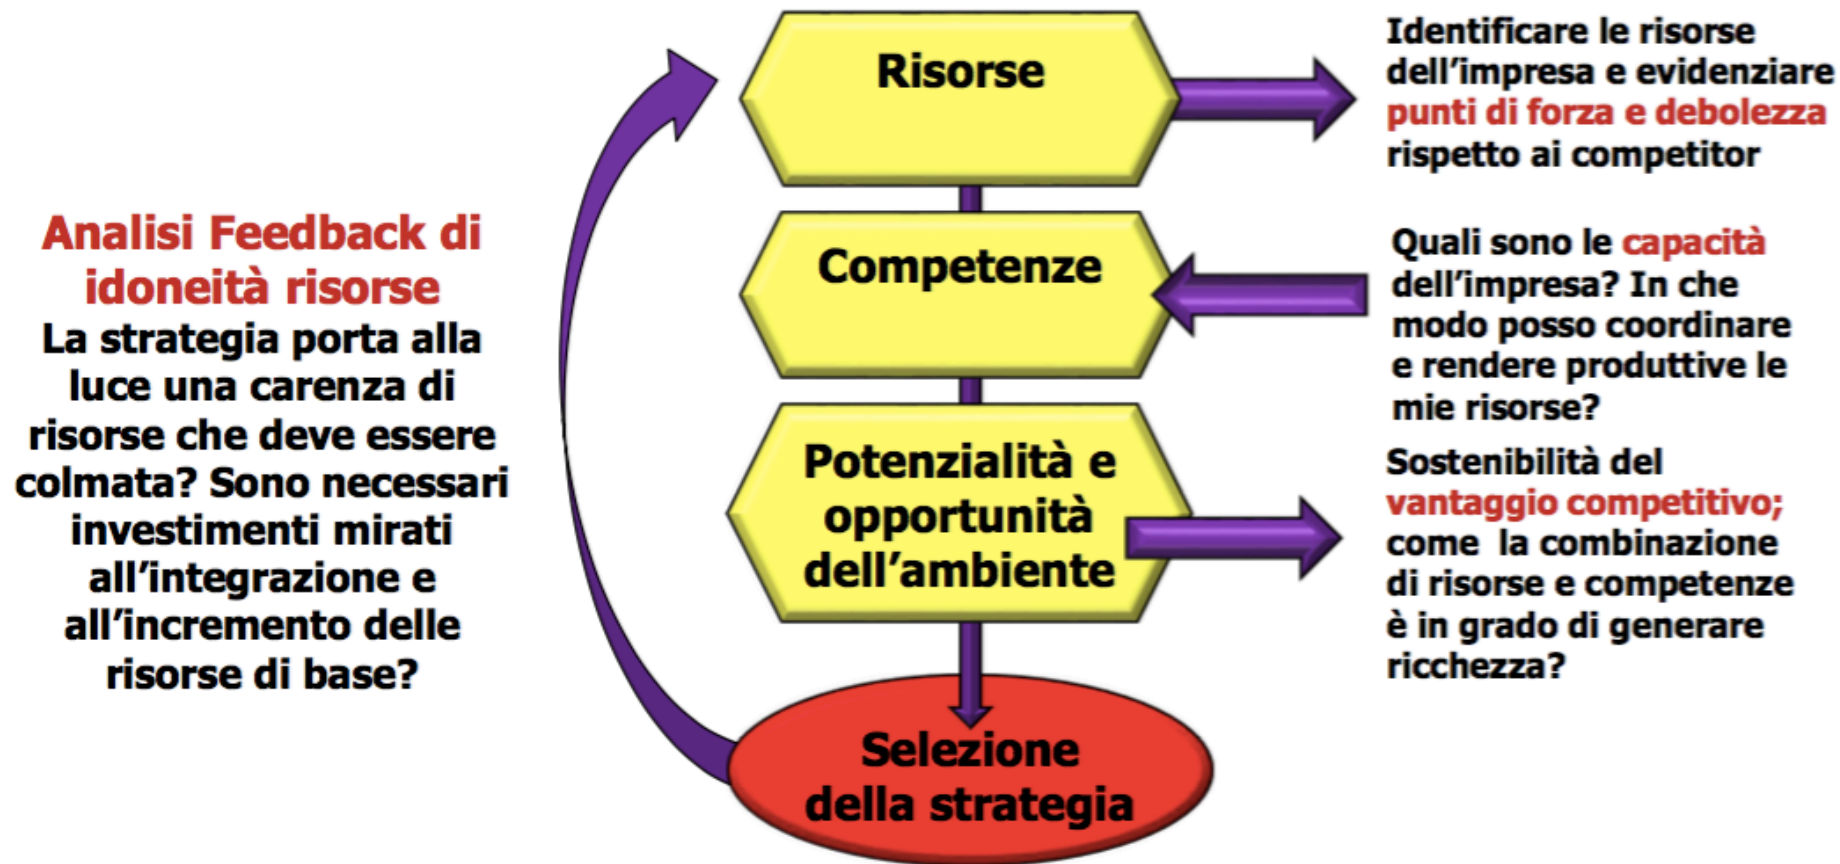 Risorse
Identificare le risorse
dell'impresa e evidenziare
punti di forza e debolezza
rispetto ai competitor
Analisi Feedback di
idoneità risorse
La strategia porta alla
luce una carenza di
risorse che deve essere
colmata? Sono necessari
investimenti mirati
all'integrazione e
all'incremento delle
risorse di base?
Competenze
Quali sono le capacità
dell'impresa? In che
modo posso coordinare
e rendere produttive le
mie risorse?
Potenzialità e
opportunità
dell'ambiente
Sostenibilità del
vantaggio competitivo;
come  la combinazione
di risorse e competenze
è in grado di generare
ricchezza?
Selezione
della strategia